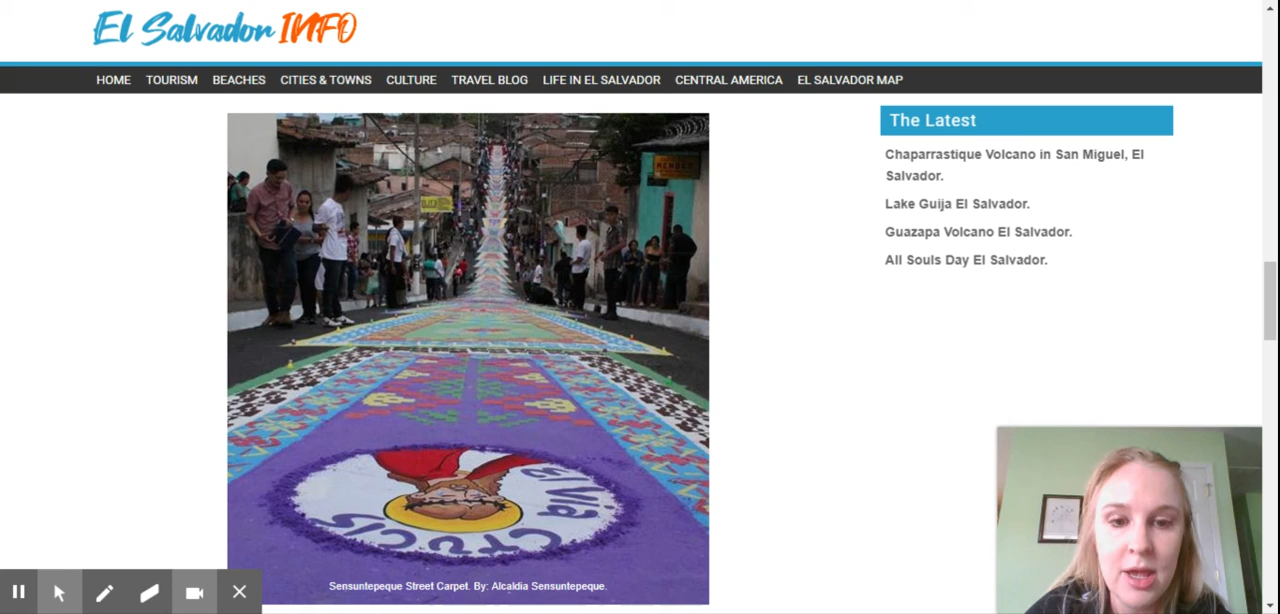 El Salvador INFO
HOME TOURISM BEACHES CITIES & TOWNS CULTURE TRAVEL BLOG LIFE IN EL SALVADOR CENTRAL AMERICA EL SALVADOR MAP
The Latest
Chaparrastique Volcano in San Miguel, El
Salvador.
Lake Guija El Salvador.
Guazapa Volcano El Salvador.
All Souls Day El Salvador.
El Via
Crucis
Sensuntepeque Street Carpet. By: Alcaldia Sensuntepeque.